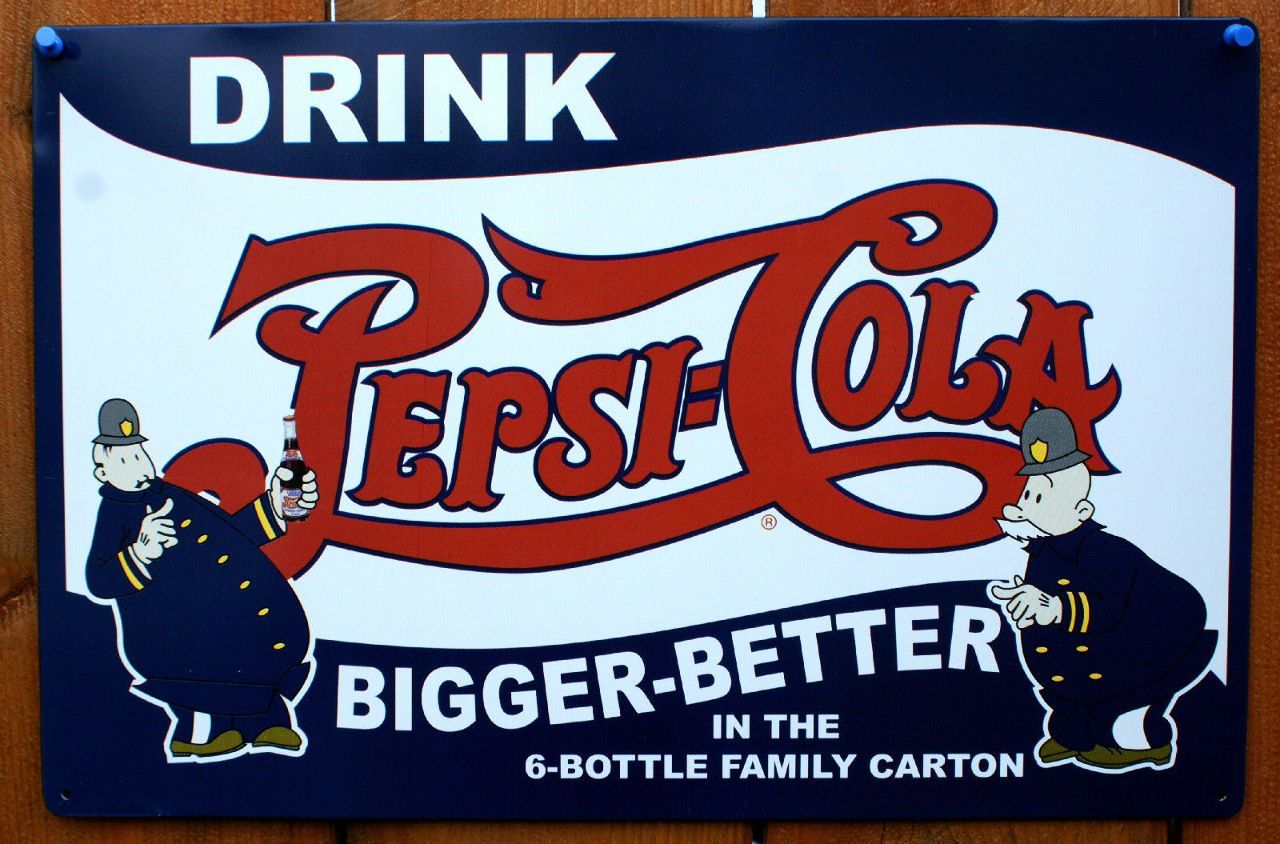 DRINK
PEPSI=COLA
®
BIGGER-BETTER
IN THE
6-BOTTLE FAMILY CARTON